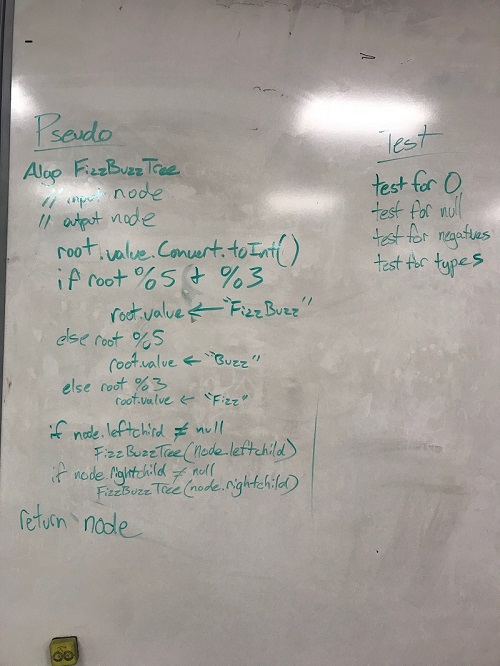 Pseudo
Algo FizzBuzzTree
// input node
// output node
root.value.Convert.toInt()
if root %5 & %3
root.value ← "FizzBuzz"
else root %5
root.value ← "Buzz"
else root %3
root.value ← "Fizz"
if node.leftchild ≠ null
FizzBuzzTree(Node.leftchild)
if node.rightchild ≠ null
FizzBuzzTree(node.rightchild)
return node
Test
test for 0
test for null
test for negatives
test for types